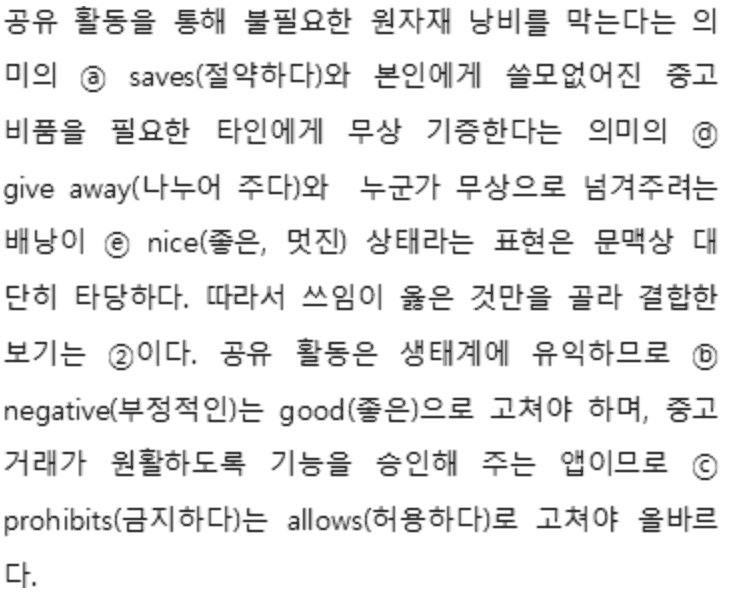 공유 활동을 통해 불필요한 원자재 낭비를 막는다는 의
미의 ⓐ saves(절약하다)와 본인에게 쓸모없어진 중고
비품을 필요한 타인에게 무상 기증한다는 의미의 ⓓ
give away(나누어 주다)와 누군가 무상으로 넘겨주려는
배낭이 ⓔ nice(좋은, 멋진) 상태라는 표현은 문맥상 대
단히 타당하다. 따라서 쓰임이 옳은 것만을 골라 결합한
보기는 ②이다. 공유 활동은 생태계에 유익하므로 ⓑ
negative(부정적인)는 good(좋은)으로 고쳐야 하며, 중고
거래가 원활하도록 기능을 승인해 주는 앱이므로 ⓒ
prohibits(금지하다)는 allows(허용하다)로 고쳐야 올바르
다.